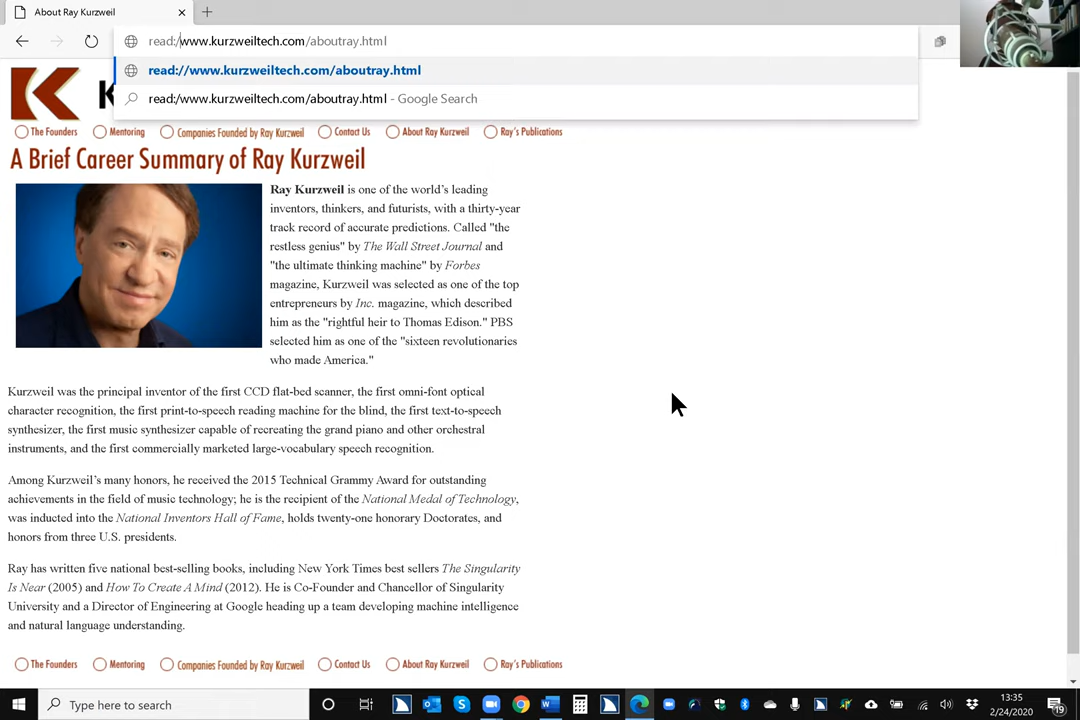 About Ray Kurzweil
read:/www.kurzweiltech.com/aboutray.html
read://www.kurzweiltech.com/aboutray.html
read:/www.kurzweiltech.com/aboutray.html - Google Search
K
The Founders Mentoring Companies Founded by Ray Kurzweil Contact Us About Ray Kurzweil Ray's Publications
A Brief Career Summary of Ray Kurzweil
Ray Kurzweil is one of the world's leading
inventors, thinkers, and futurists, with a thirty-year
track record of accurate predictions. Called "the
restless genius" by The Wall Street Journal and
"the ultimate thinking machine" by Forbes
magazine, Kurzweil was selected as one of the top
entrepreneurs by Inc. magazine, which described
him as the "rightful heir to Thomas Edison." PBS
selected him as one of the "sixteen revolutionaries
who made America."
Kurzweil was the principal inventor of the first CCD flat-bed scanner, the first omni-font optical
character recognition, the first print-to-speech reading machine for the blind, the first text-to-speech
synthesizer, the first music synthesizer capable of recreating the grand piano and other orchestral
instruments, and the first commercially marketed large-vocabulary speech recognition.
Among Kurzweil's many honors, he received the 2015 Technical Grammy Award for outstanding
achievements in the field of music technology; he is the recipient of the National Medal of Technology,
was inducted into the National Inventors Hall of Fame, holds twenty-one honorary Doctorates, and
honors from three U.S. presidents.
Ray has written five national best-selling books, including New York Times best sellers The Singularity
Is Near (2005) and How To Create A Mind (2012). He is Co-Founder and Chancellor of Singularity
University and a Director of Engineering at Google heading up a team developing machine intelligence
and natural language understanding.
The Founders Mentoring Companies Founded by Ray Kurzweil Contact Us About Ray Kurzweil Ray's Publications
Type here to search
13:35
2/24/2020
19